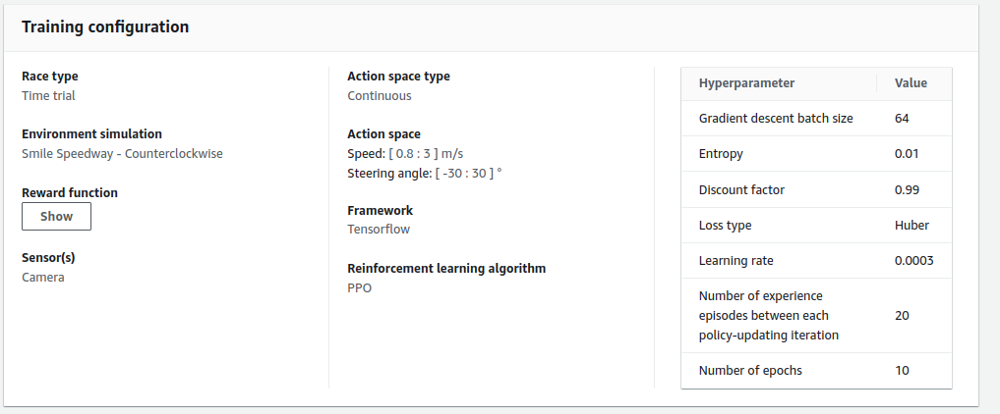 Training configuration
Race type
Time trial
Environment simulation
Smile Speedway - Counterclockwise
Reward function
Show
Sensor(s)
Camera
Action space type
Continuous
Action space
Speed: [ 0.8 : 3 ] m/s
Steering angle: [ -30 : 30 ] °
Framework
Tensorflow
Reinforcement learning algorithm
PPO
Hyperparameter Value
Gradient descent batch size 64
Entropy 0.01
Discount factor 0.99
Loss type Huber
Learning rate 0.0003
Number of experience
episodes between each 20
policy-updating iteration
Number of epochs 10